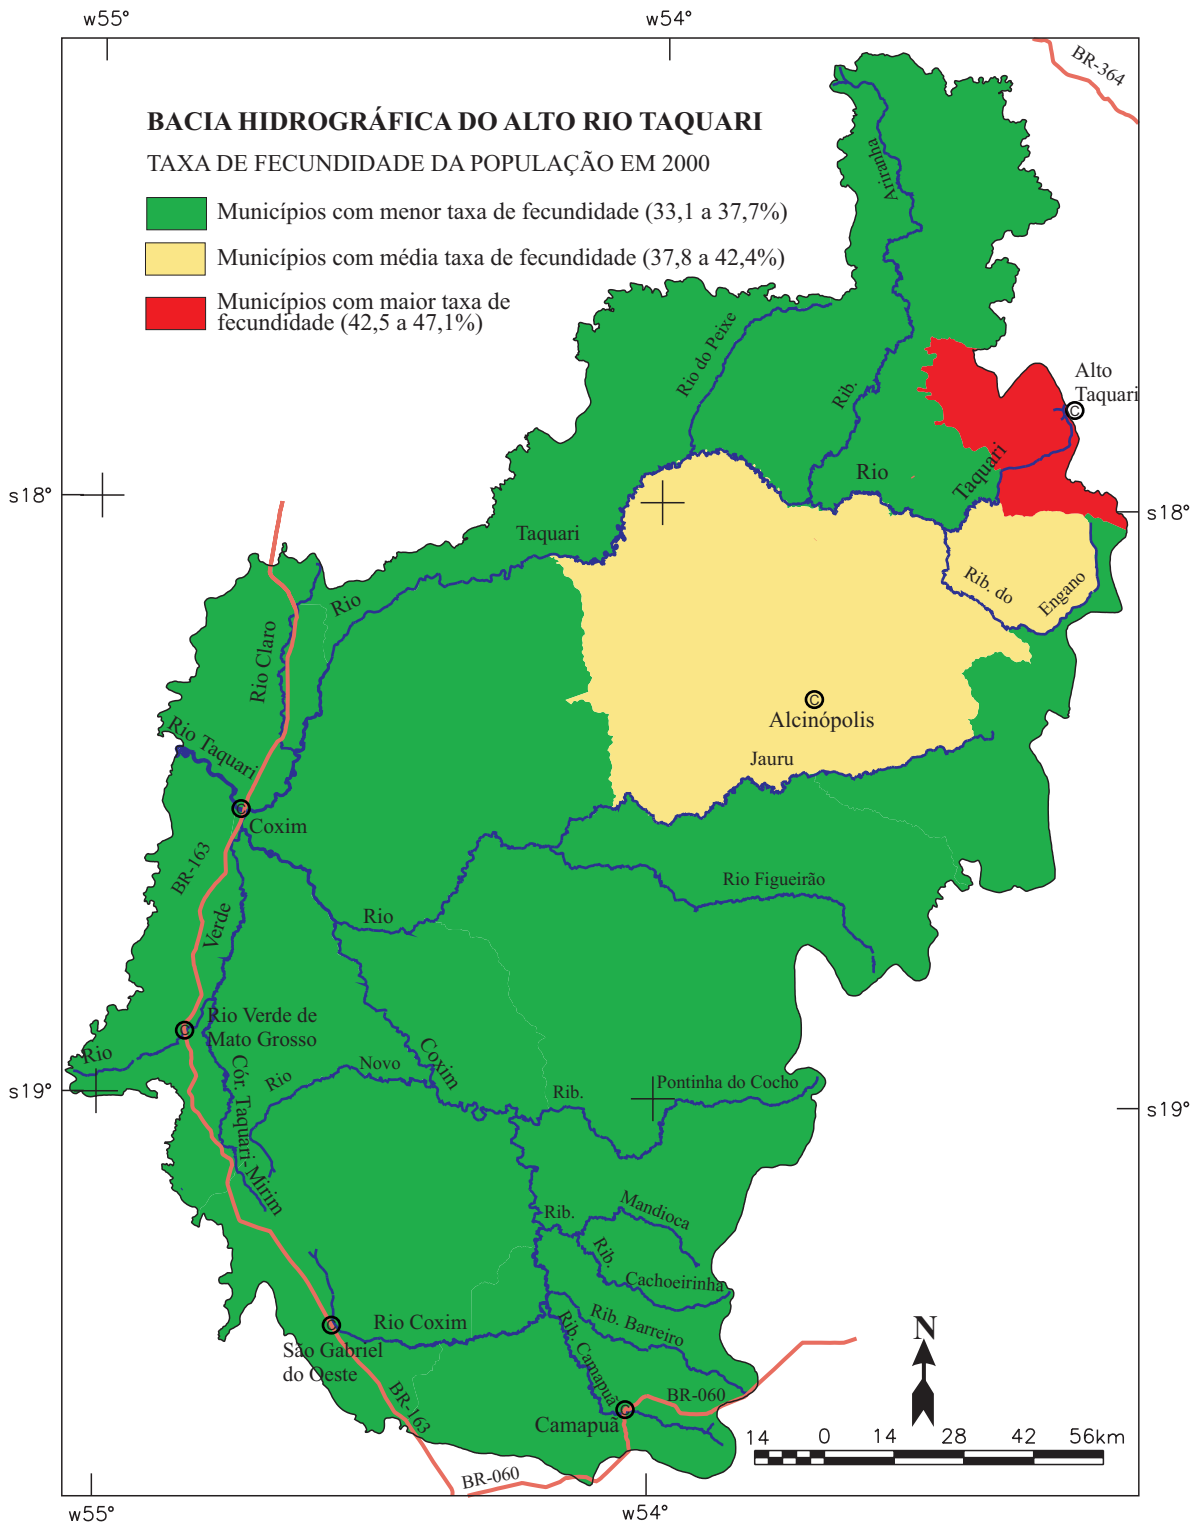 w55°
w54°
BR-364
BACIA HIDROGRÁFICA DO ALTO RIO TAQUARI
TAXA DE FECUNDIDADE DA POPULAÇÃO EM 2000
Municípios com menor taxa de fecundidade (33,1 a 37,7%)
Municípios com média taxa de fecundidade (37,8 a 42,4%)
Municípios com maior taxa de
fecundidade (42,5 a 47,1%)
Ariranha
Rio do Peixe
Rib.
Alto
Taquari
C
Rio
Taquari
s18°
s18°
Taquari
Rio
Rib. do
Engano
Rio Claro
C
Alcinópolis
Rio Taquari
Jauru
C
Coxim
BR-163
Verde
Rio Figueirão
Rio
Rio Verde de
Mato Grosso
C
Rio
Cór. Taquari-Mirim
Rio
Novo
Coxim
Rib.
Pontinha do Cocho
s19°
s19°
Rib.
Mandioca
Rib.
Cachoeirinha
Rib. Barreiro
Rio Coxim
Rib. Camapuã
C
São Gabriel
do Oeste
BR-163
BR-060
C
Camapuã
BR-060
N
14 0 14 28 42 56km
w55°
w54°